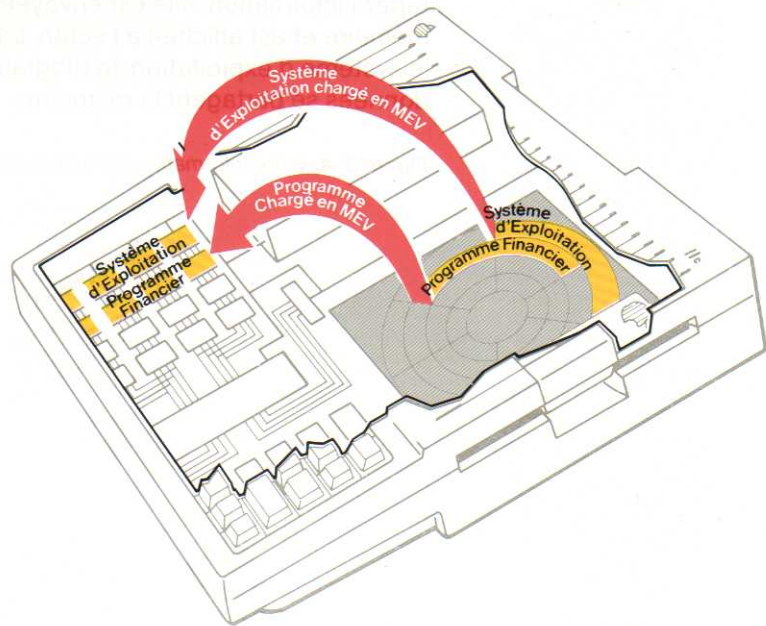 Système
d'Exploitation chargé en MEV
Programme
Chargé en MEV
Système
d'Exploitation
Programme Financier
Système
d'Exploitation
Programme
Financier
//c